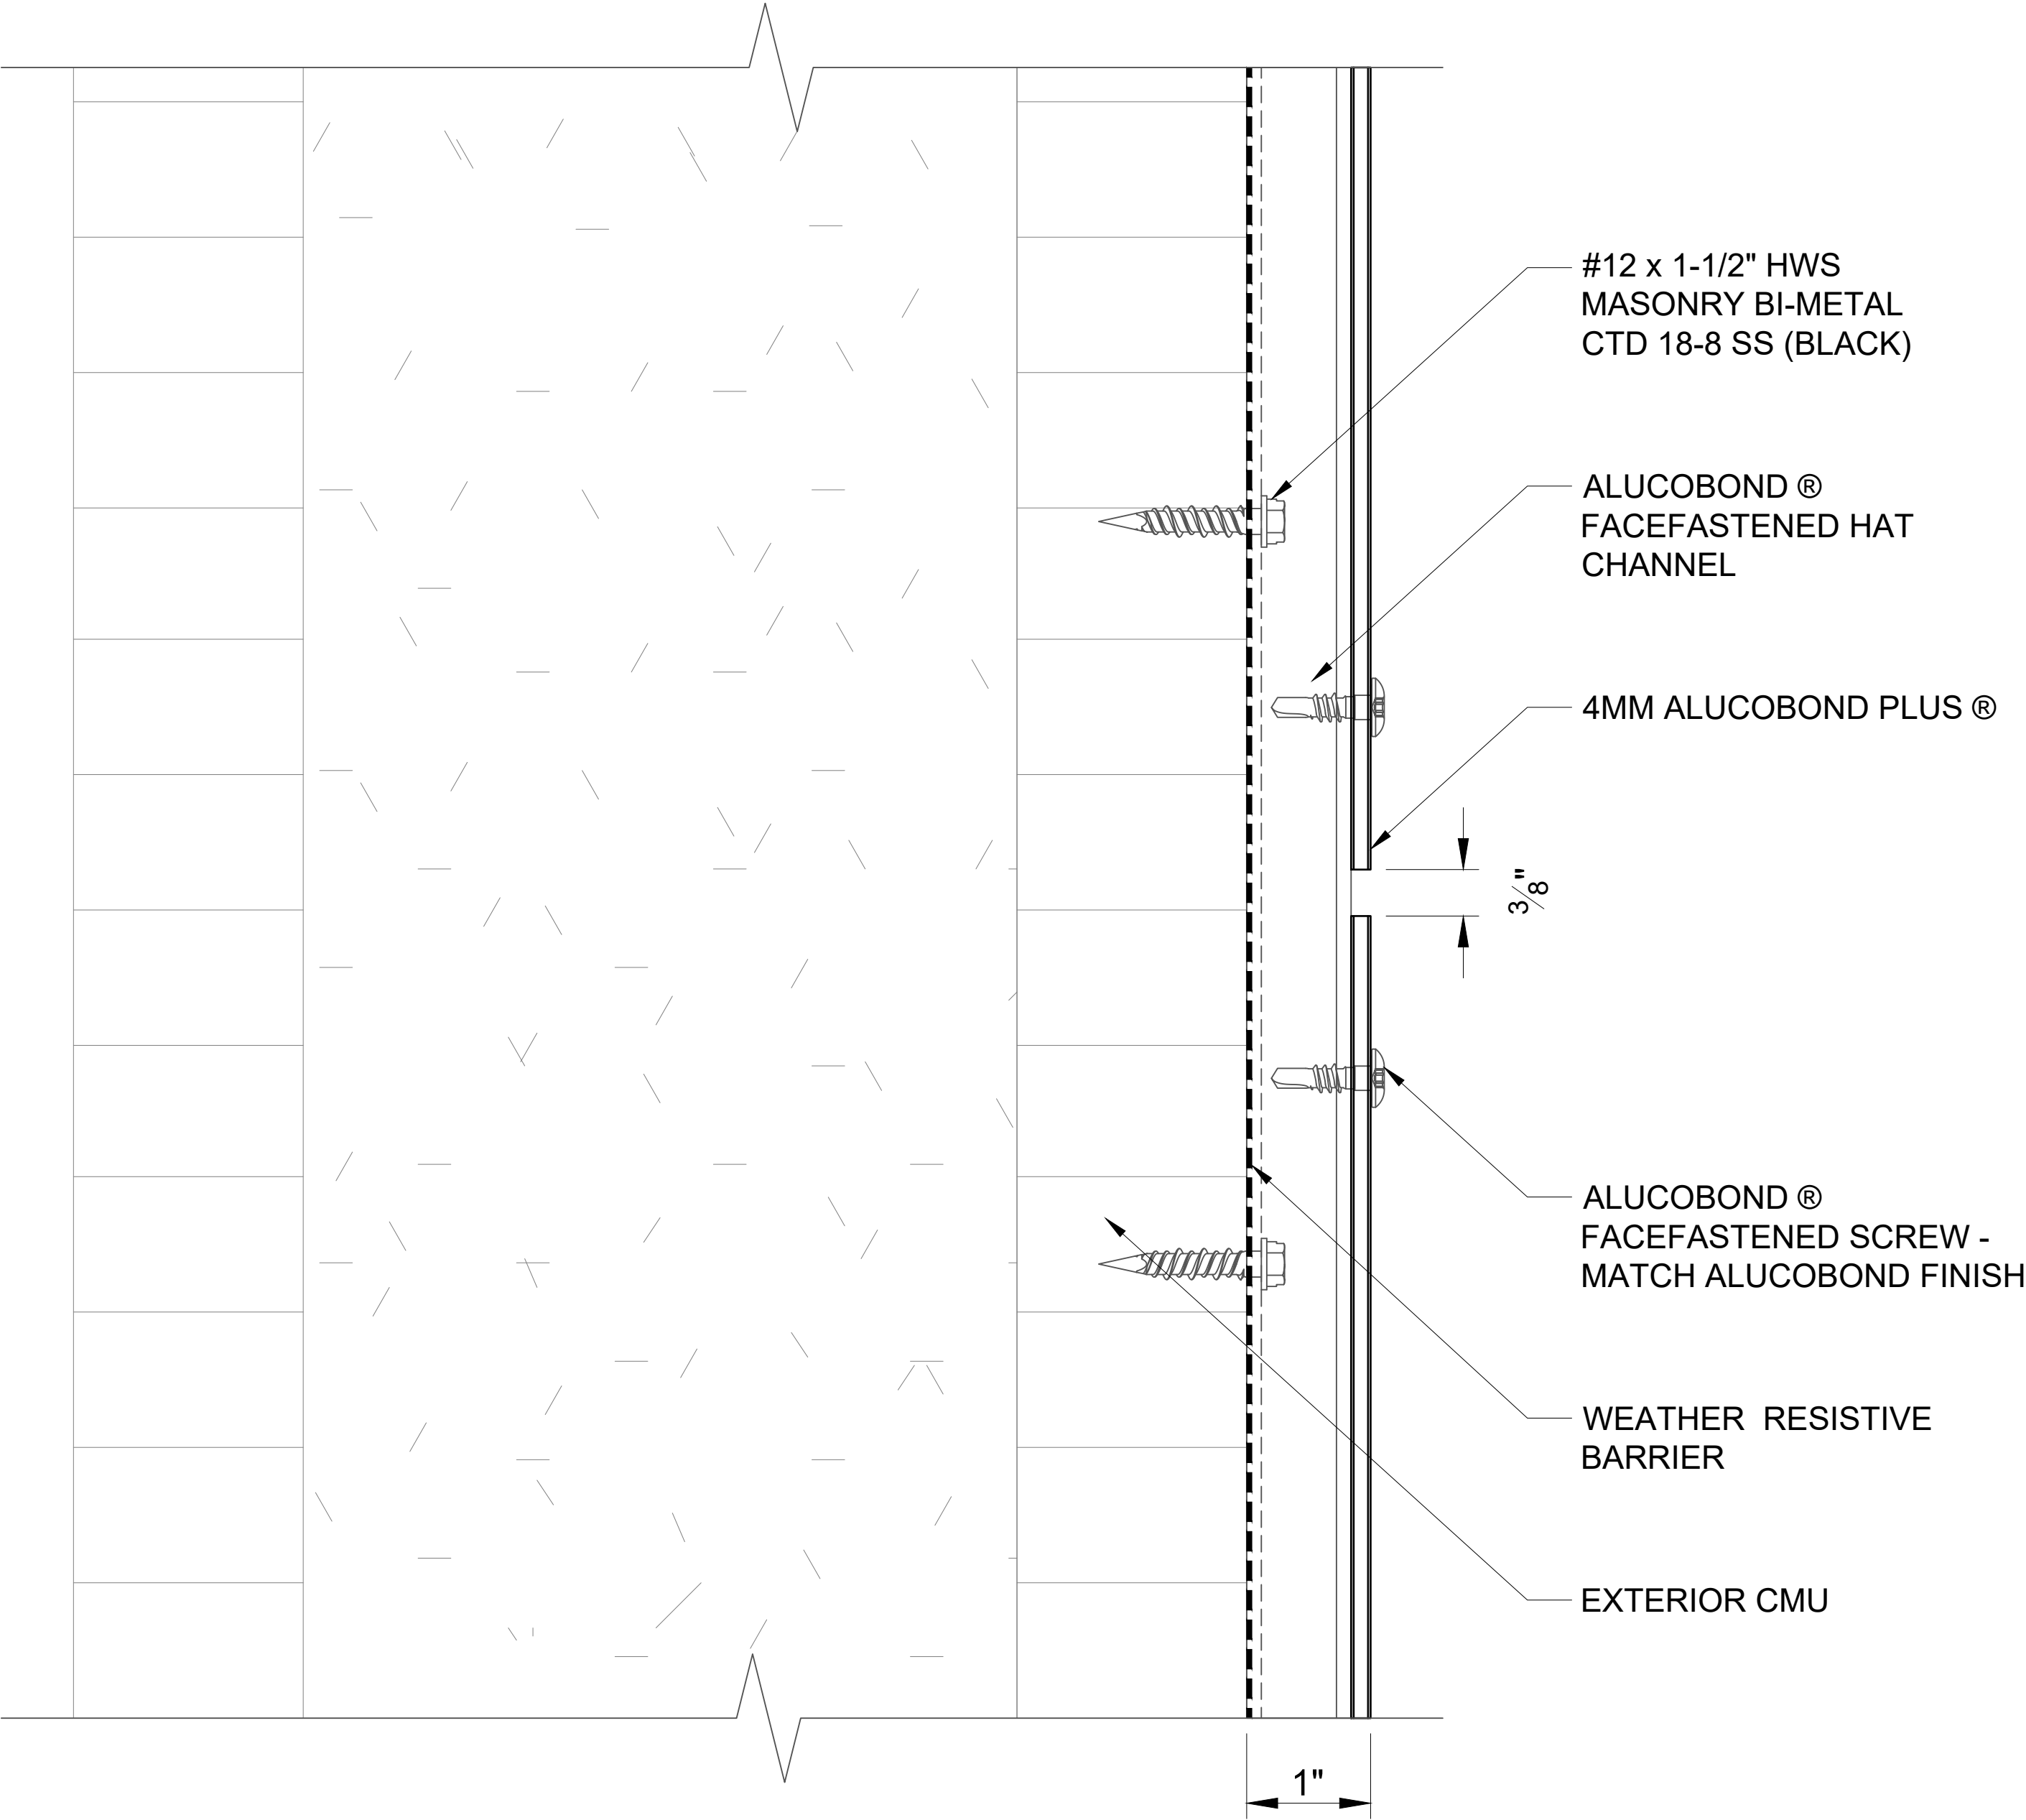 #12 x 1-1/2" HWS
MASONRY BI-METAL
CTD 18-8 SS (BLACK)
ALUCOBOND ®
FACEFASTENED HAT
CHANNEL
4MM ALUCOBOND PLUS ®
3/8"
ALUCOBOND ®
FACEFASTENED SCREW -
MATCH ALUCOBOND FINISH
WEATHER  RESISTIVE
BARRIER
EXTERIOR CMU
1"